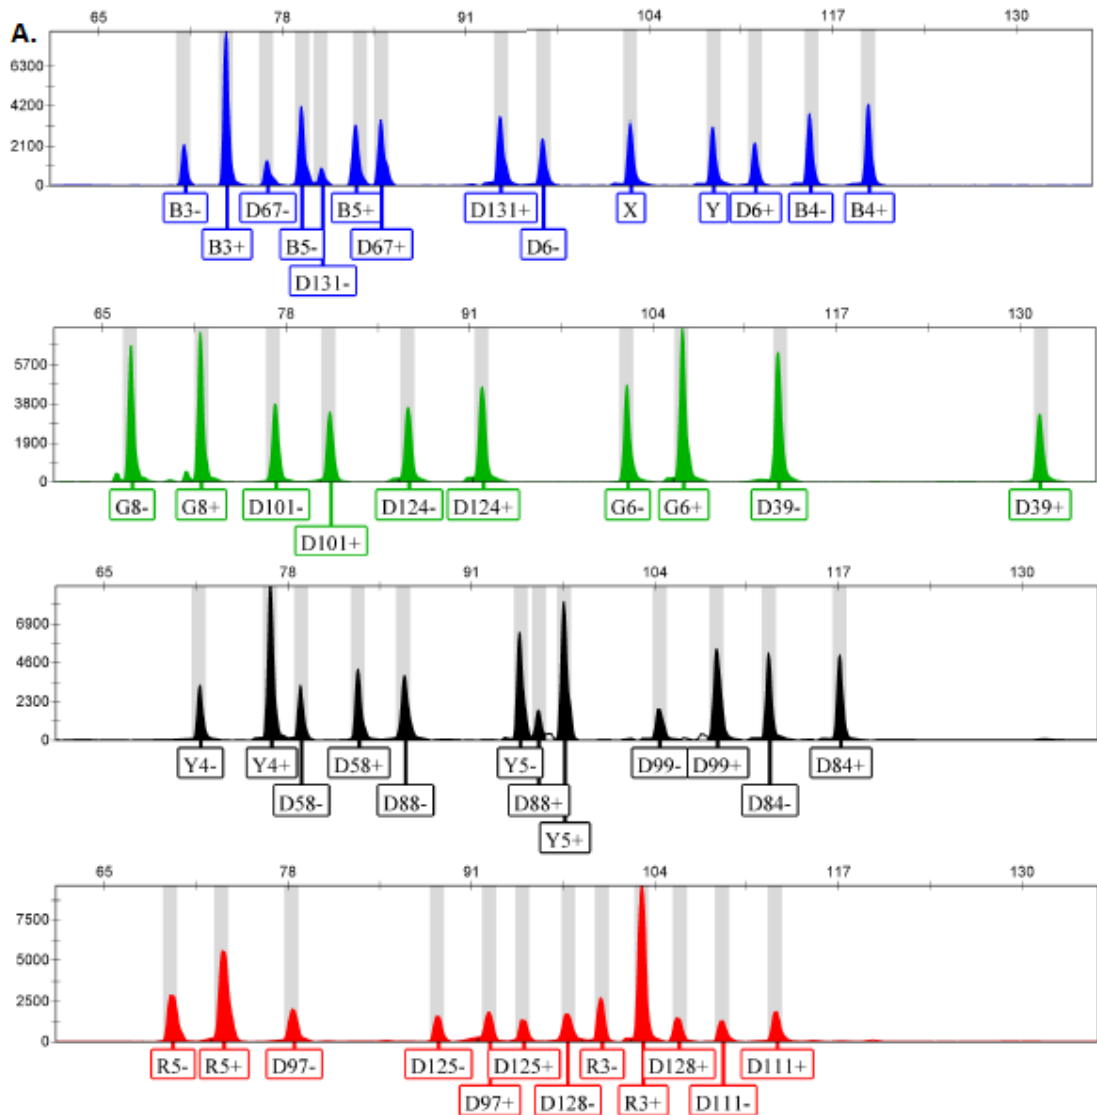 65 78 91 104 117 130
A.
6300
4200
2100
0
B3- D67- B5+ D131+ X Y D6+ B4- B4+
B3+ B5- D67+ D6-
D131-
65 78 91 104 117 130
5700
3800
1900
0
G8- G8+ D101- D124- D124+ G6- G6+ D39- D39+
D101+
65 78 91 104 117 130
6900
4600
2300
0
Y4- Y4+ D58+ Y5- D99- D99+ D84+
D58- D88- D88+ D84-
Y5+
65 78 91 104 117 130
7500
5000
2500
0
R5- R5+ D97- D125- D125+ R3- D128+ D111+
D97+ D128- R3+ D111-